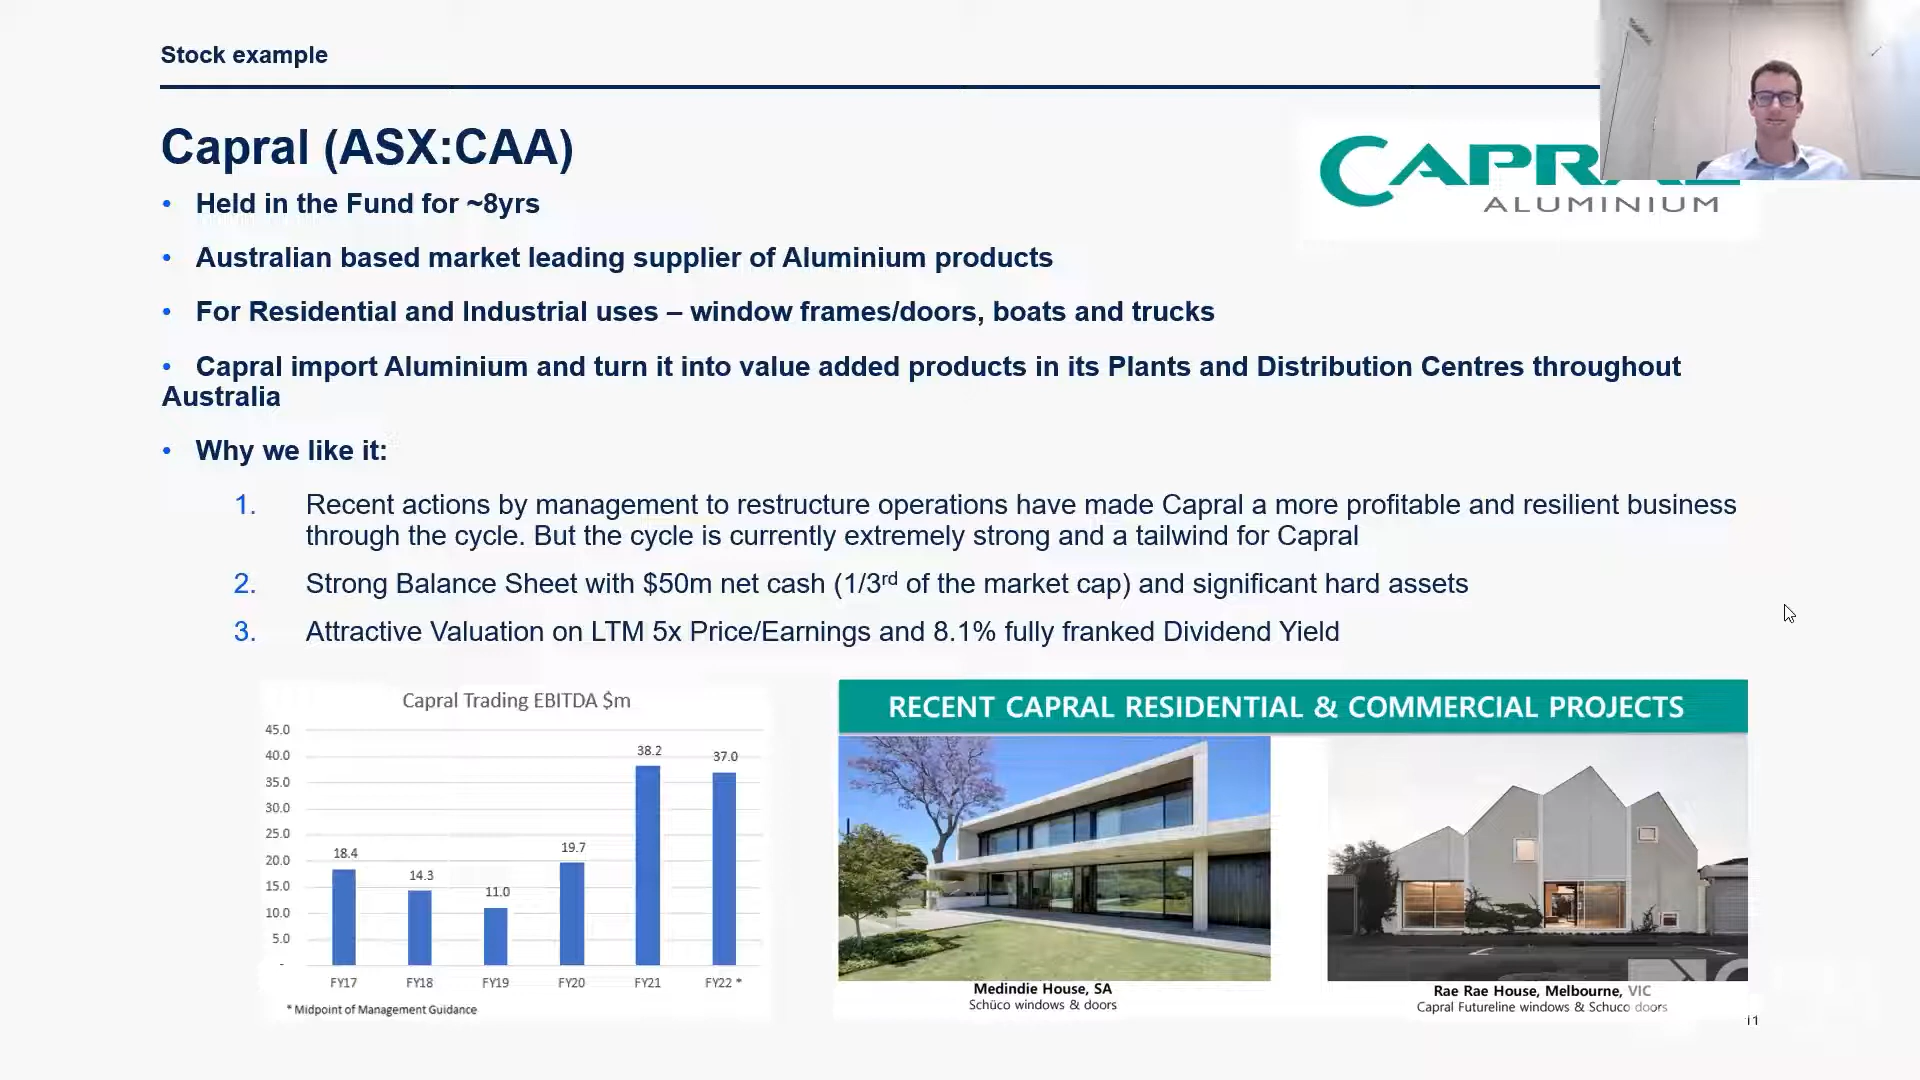 Stock example
Capral (ASX:CAA)
CAPRAL
ALUMINIUM
• Held in the Fund for ~8yrs
• Australian based market leading supplier of Aluminium products
• For Residential and Industrial uses – window frames/doors, boats and trucks
• Capral import Aluminium and turn it into value added products in its Plants and Distribution Centres throughout
Australia
• Why we like it:
1. Recent actions by management to restructure operations have made Capral a more profitable and resilient business
through the cycle. But the cycle is currently extremely strong and a tailwind for Capral
2. Strong Balance Sheet with $50m net cash (1/3rd of the market cap) and significant hard assets
3. Attractive Valuation on LTM 5x Price/Earnings and 8.1% fully franked Dividend Yield
Capral Trading EBITDA $m
45.0
40.0
35.0
30.0
25.0
20.0
15.0
10.0
5.0
-
18.4
14.3
11.0
19.7
38.2
37.0
FY17 FY18 FY19 FY20 FY21 FY22 *
* Midpoint of Management Guidance
RECENT CAPRAL RESIDENTIAL & COMMERCIAL PROJECTS
Medindie House, SA
Schüco windows & doors
Rae Rae House, Melbourne, VIC
Capral Futureline windows & Schuco doors
11